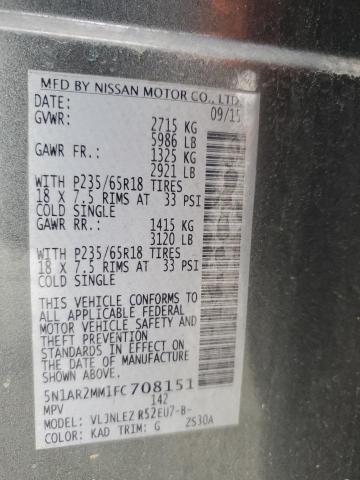 MFD BY NISSAN MOTOR CO., LTD.
DATE: 09/15
GVWR: 2715 KG
5986 LB
GAWR FR.: 1325 KG
2921 LB
WITH P235/65R18 TIRES
18 X 7.5 RIMS AT 33 PSI
COLD SINGLE
GAWR RR.: 1415 KG
3120 LB
WITH P235/65R18 TIRES
18 X 7.5 RIMS AT 33 PSI
COLD SINGLE
THIS VEHICLE CONFORMS TO
ALL APPLICABLE FEDERAL
MOTOR VEHICLE SAFETY AND
THEFT PREVENTION
STANDARDS IN EFFECT ON
THE DATE OF MANUFACTURE
5N1AR2MM1FC708151
MPV 142
MODEL: VLJNLEZ R52EU7-B-
COLOR: KAD TRIM: G ZS30A